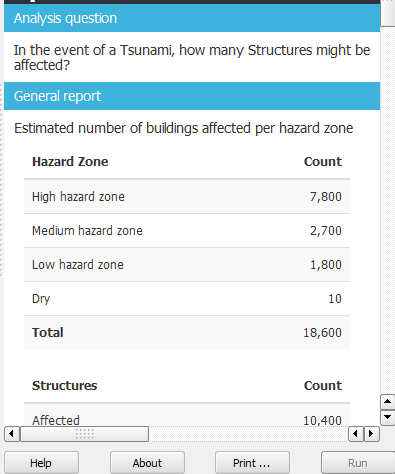 Analysis question
In the event of a Tsunami, how many Structures might be
affected?
General report
Estimated number of buildings affected per hazard zone
Hazard Zone Count
High hazard zone 7,800
Medium hazard zone 2,700
Low hazard zone 1,800
Dry 10
Total 18,600
Structures Count
Affected 10,400
Help About Print ... Run